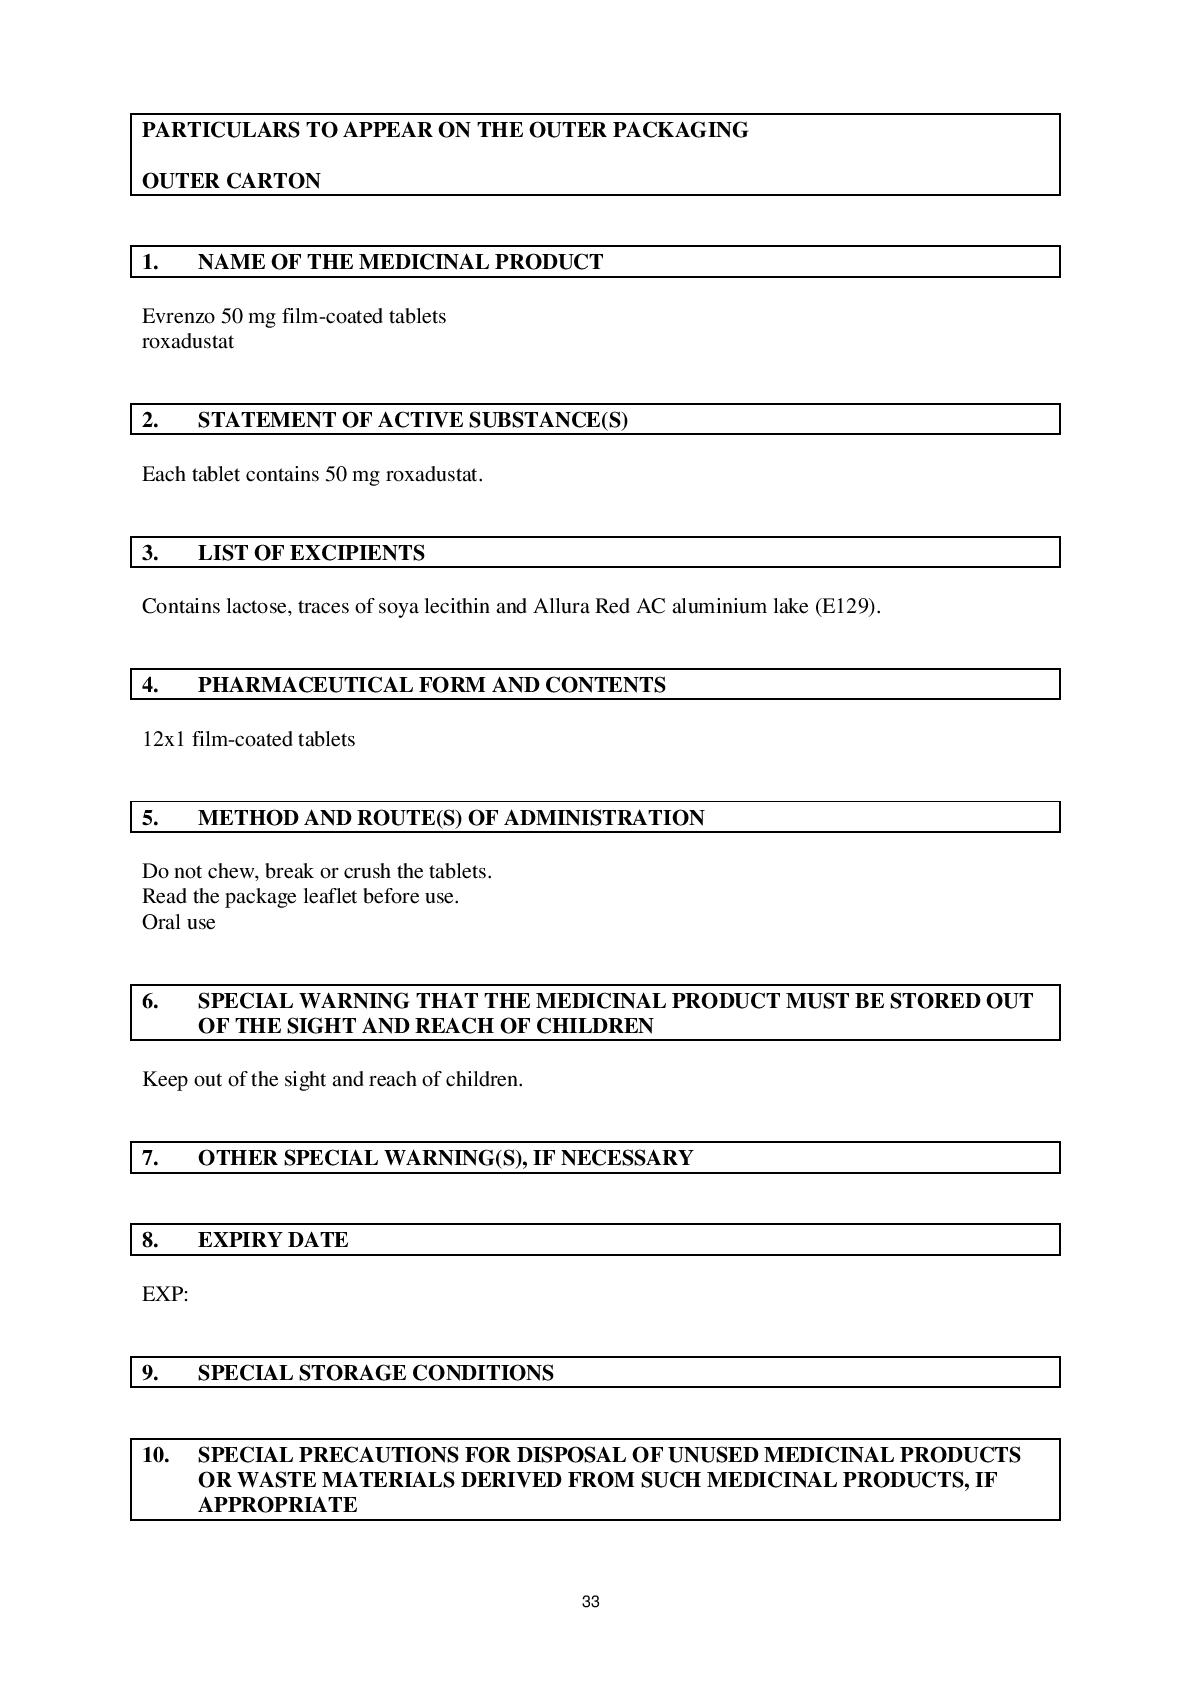 PARTICULARS TO APPEAR ON THE OUTER PACKAGING
OUTER CARTON
1. NAME OF THE MEDICINAL PRODUCT
Evrenzo 50 mg film-coated tablets
roxadustat
2. STATEMENT OF ACTIVE SUBSTANCE(S)
Each tablet contains 50 mg roxadustat.
3. LIST OF EXCIPIENTS
Contains lactose, traces of soya lecithin and Allura Red AC aluminium lake (E129).
4. PHARMACEUTICAL FORM AND CONTENTS
12x1 film-coated tablets
5. METHOD AND ROUTE(S) OF ADMINISTRATION
Do not chew, break or crush the tablets.
Read the package leaflet before use.
Oral use
6. SPECIAL WARNING THAT THE MEDICINAL PRODUCT MUST BE STORED OUT
OF THE SIGHT AND REACH OF CHILDREN
Keep out of the sight and reach of children.
7. OTHER SPECIAL WARNING(S), IF NECESSARY
8. EXPIRY DATE
EXP:
9. SPECIAL STORAGE CONDITIONS
10. SPECIAL PRECAUTIONS FOR DISPOSAL OF UNUSED MEDICINAL PRODUCTS
OR WASTE MATERIALS DERIVED FROM SUCH MEDICINAL PRODUCTS, IF
APPROPRIATE
33